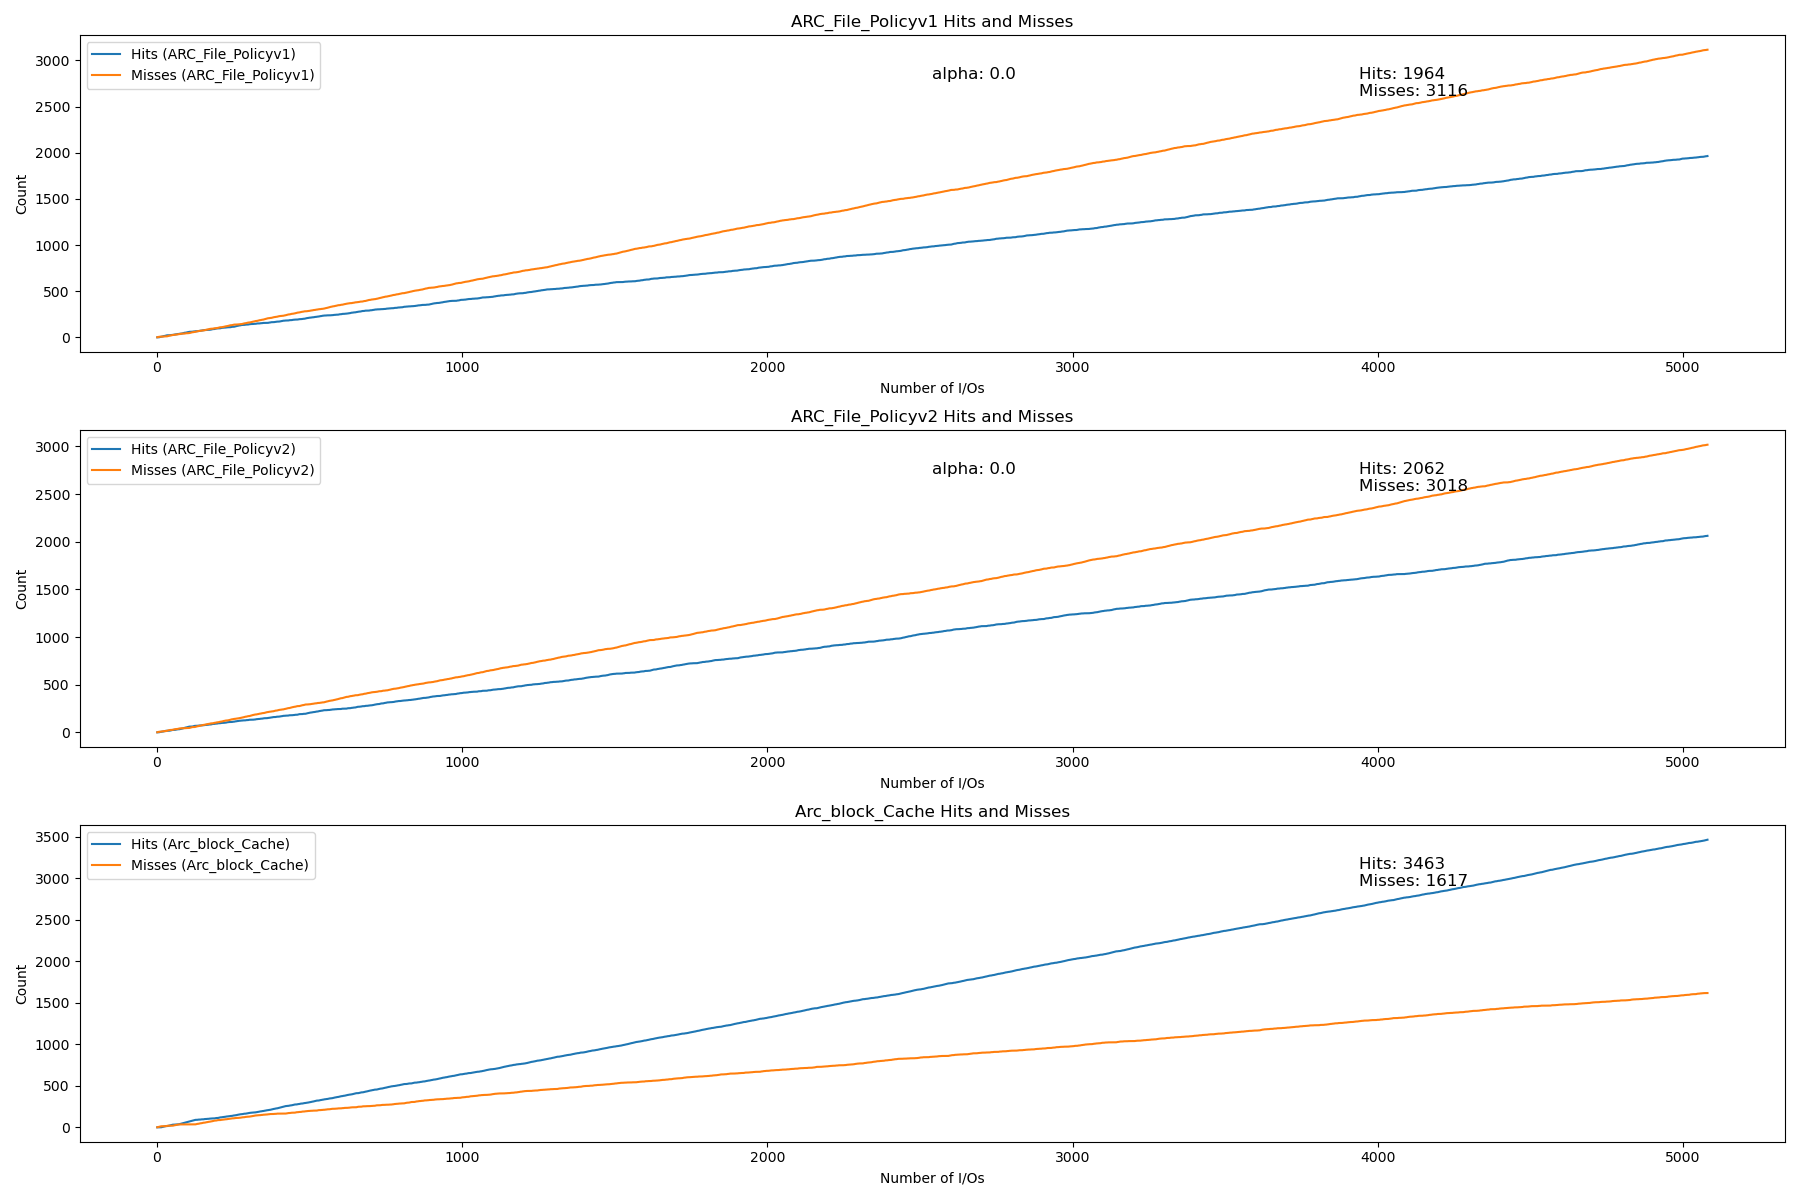 ARC_File_Policyv1 Hits and Misses
Hits (ARC_File_Policyv1)
Misses (ARC_File_Policyv1)
alpha: 0.0
Hits: 1964
Misses: 3116
3000
2500
2000
1500
1000
500
0
Count
0 1000 2000 3000 4000 5000
Number of I/Os
ARC_File_Policyv2 Hits and Misses
Hits (ARC_File_Policyv2)
Misses (ARC_File_Policyv2)
alpha: 0.0
Hits: 2062
Misses: 3018
3000
2500
2000
1500
1000
500
0
Count
0 1000 2000 3000 4000 5000
Number of I/Os
Arc_block_Cache Hits and Misses
Hits (Arc_block_Cache)
Misses (Arc_block_Cache)
Hits: 3463
Misses: 1617
3500
3000
2500
2000
1500
1000
500
0
Count
0 1000 2000 3000 4000 5000
Number of I/Os